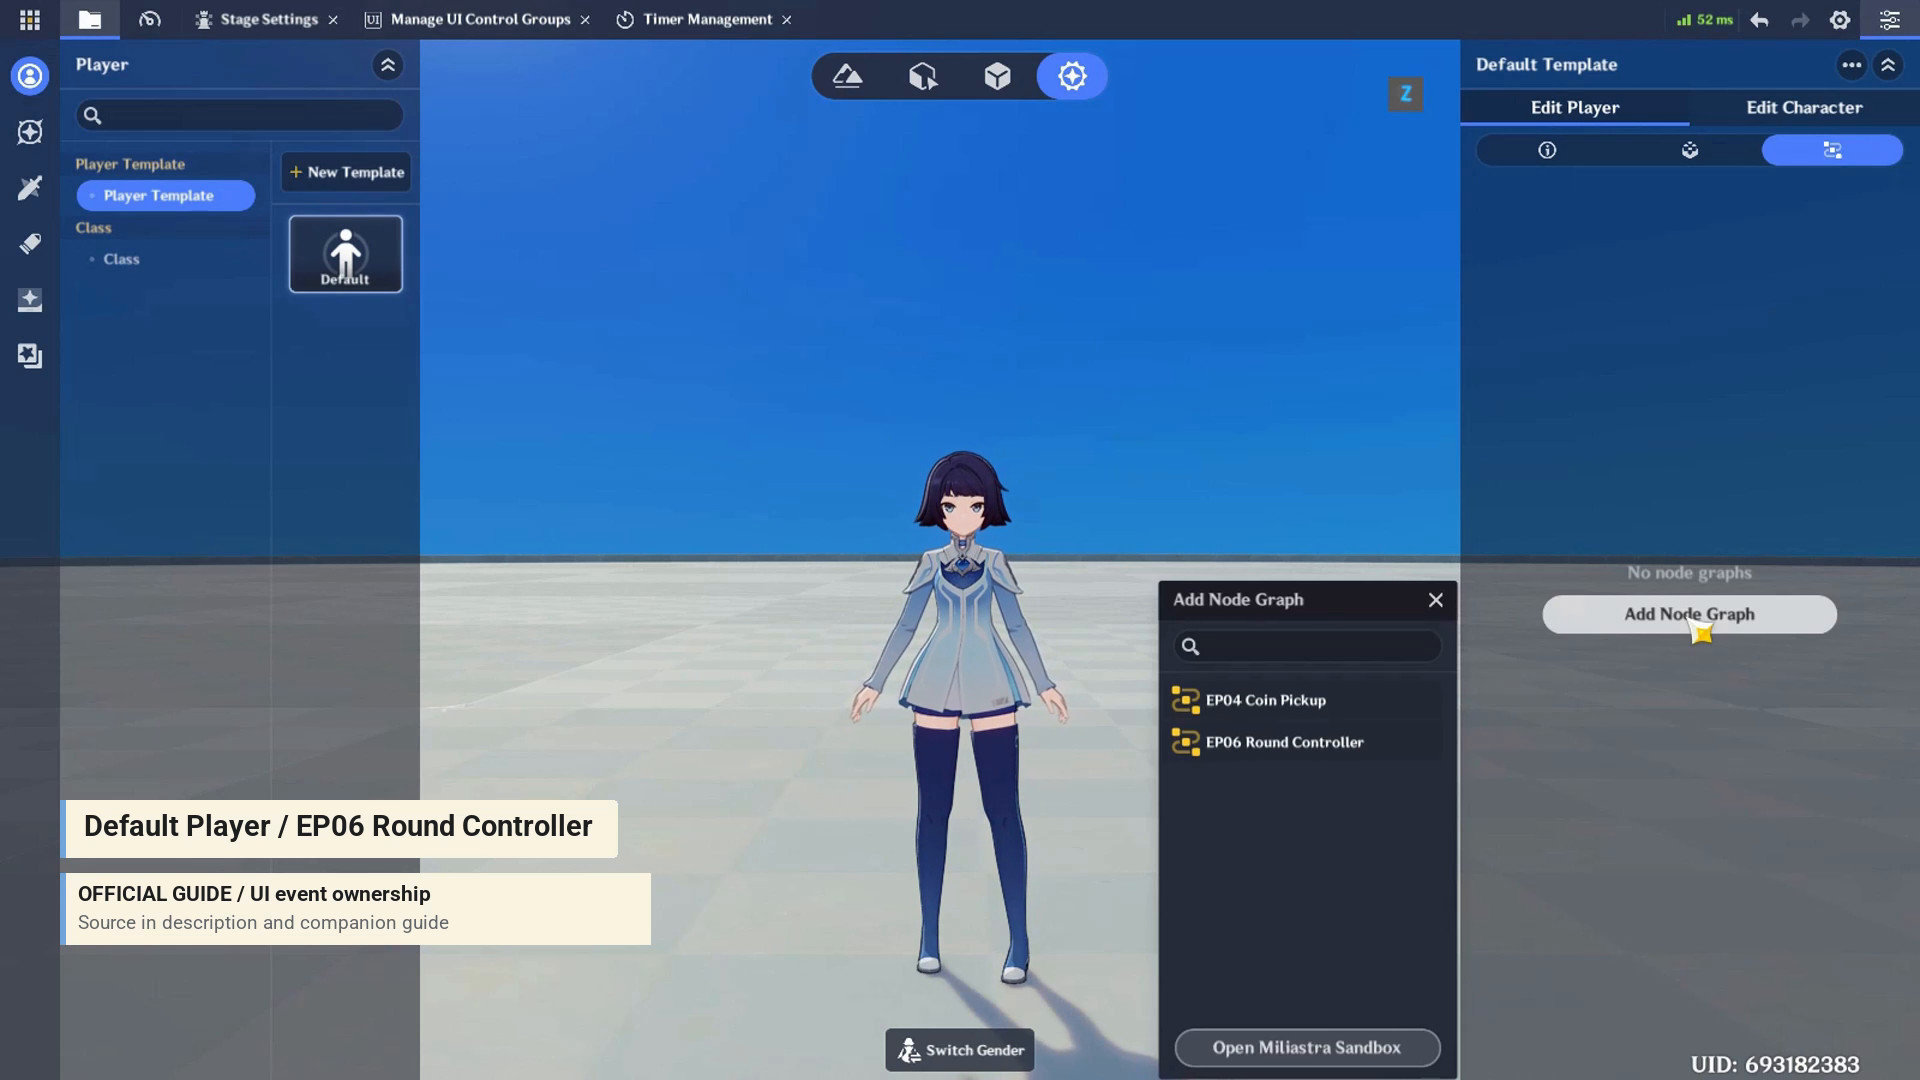 Stage Settings
UI Manage UI Control Groups
Timer Management
52 ms
Player
Player Template
Player Template
Class
Class
+ New Template
Default
Z
Default Template
Edit Player
Edit Character
No node graphs
Add Node Graph
Add Node Graph
EP04 Coin Pickup
EP06 Round Controller
Open Miliastra Sandbox
Default Player / EP06 Round Controller
OFFICIAL GUIDE / UI event ownership
Source in description and companion guide
Switch Gender
UID: 693182383